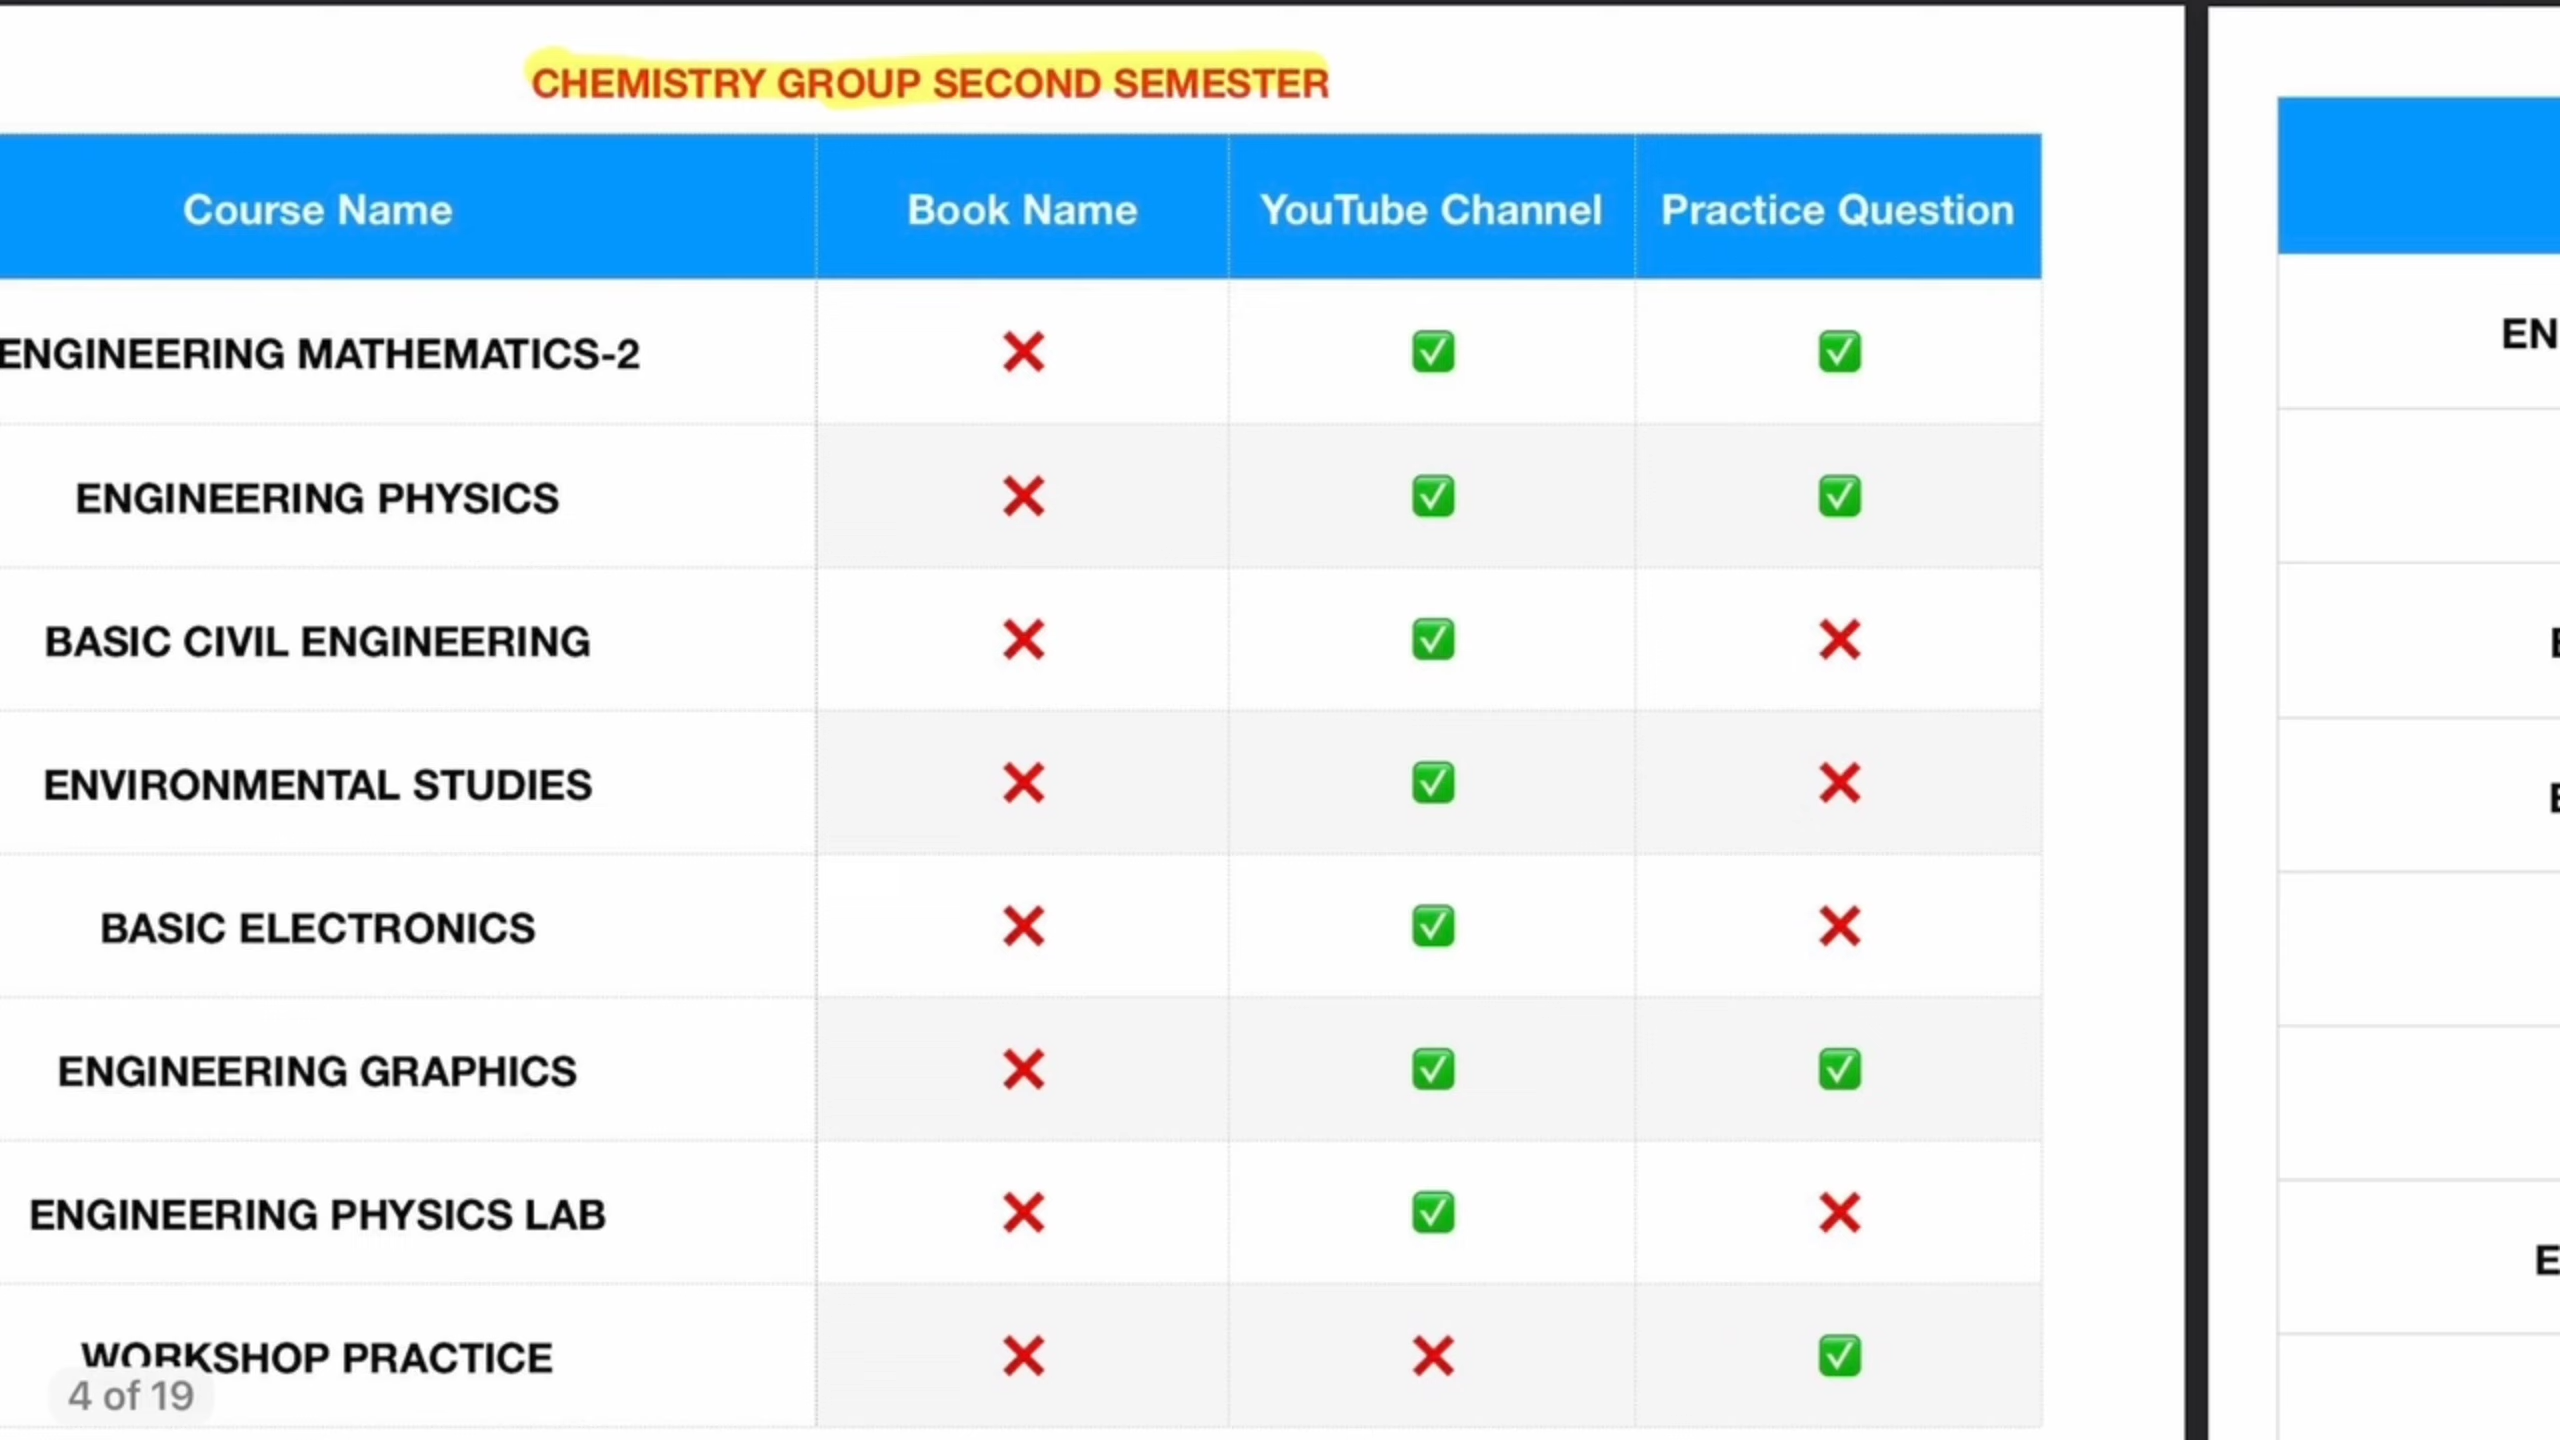 CHEMISTRY GROUP SECOND SEMESTER
Course Name Book Name YouTube Channel Practice Question
ENGINEERING MATHEMATICS-2 ❌ ✅ ✅
ENGINEERING PHYSICS ❌ ✅ ✅
BASIC CIVIL ENGINEERING ❌ ✅ ❌
ENVIRONMENTAL STUDIES ❌ ✅ ❌
BASIC ELECTRONICS ❌ ✅ ❌
ENGINEERING GRAPHICS ❌ ✅ ✅
ENGINEERING PHYSICS LAB ❌ ✅ ❌
WORKSHOP PRACTICE ❌ ❌ ✅
4 of 19
EN
E
E
E